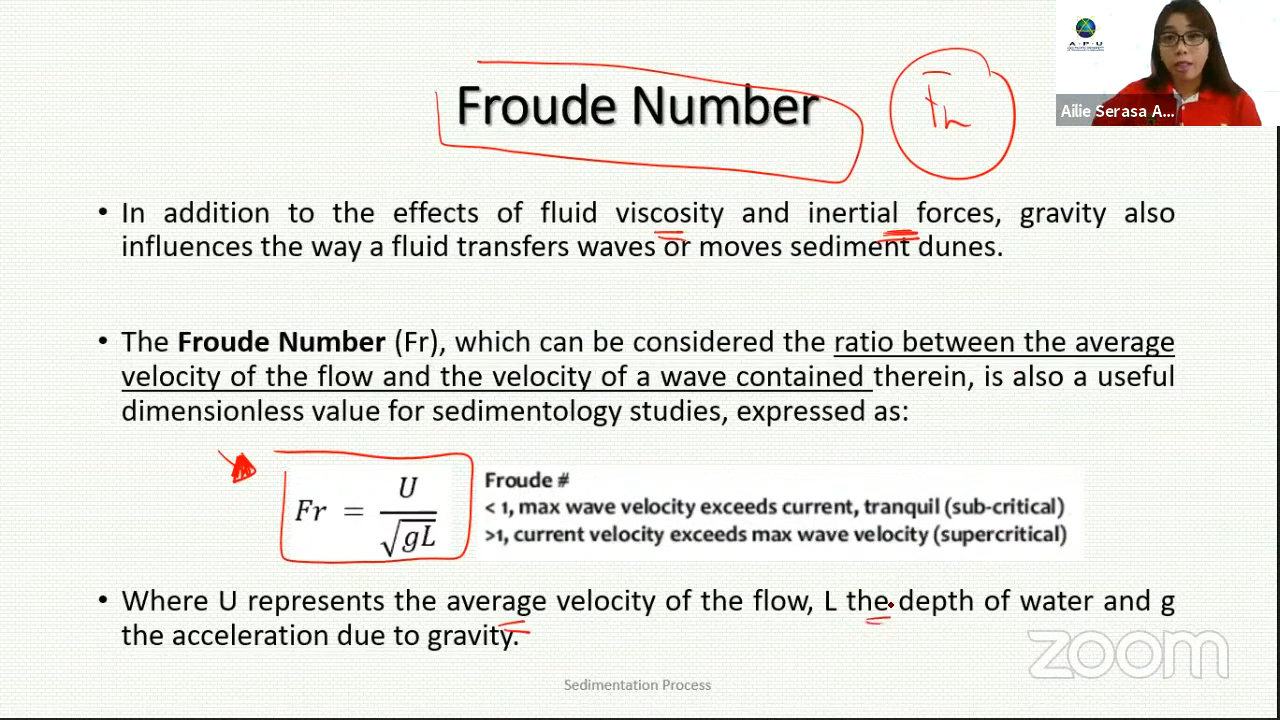 Froude Number
A · P · U
Ailie Serasa A...
• In addition to the effects of fluid viscosity and inertial forces, gravity also
influences the way a fluid transfers waves or moves sediment dunes.
• The Froude Number (Fr), which can be considered the ratio between the average
velocity of the flow and the velocity of a wave contained therein, is also a useful
dimensionless value for sedimentology studies, expressed as:
Fr = U / √gL
Froude #
< 1, max wave velocity exceeds current, tranquil (sub-critical)
>1, current velocity exceeds max wave velocity (supercritical)
• Where U represents the average velocity of the flow, L the depth of water and g
the acceleration due to gravity.
zoom
Sedimentation Process